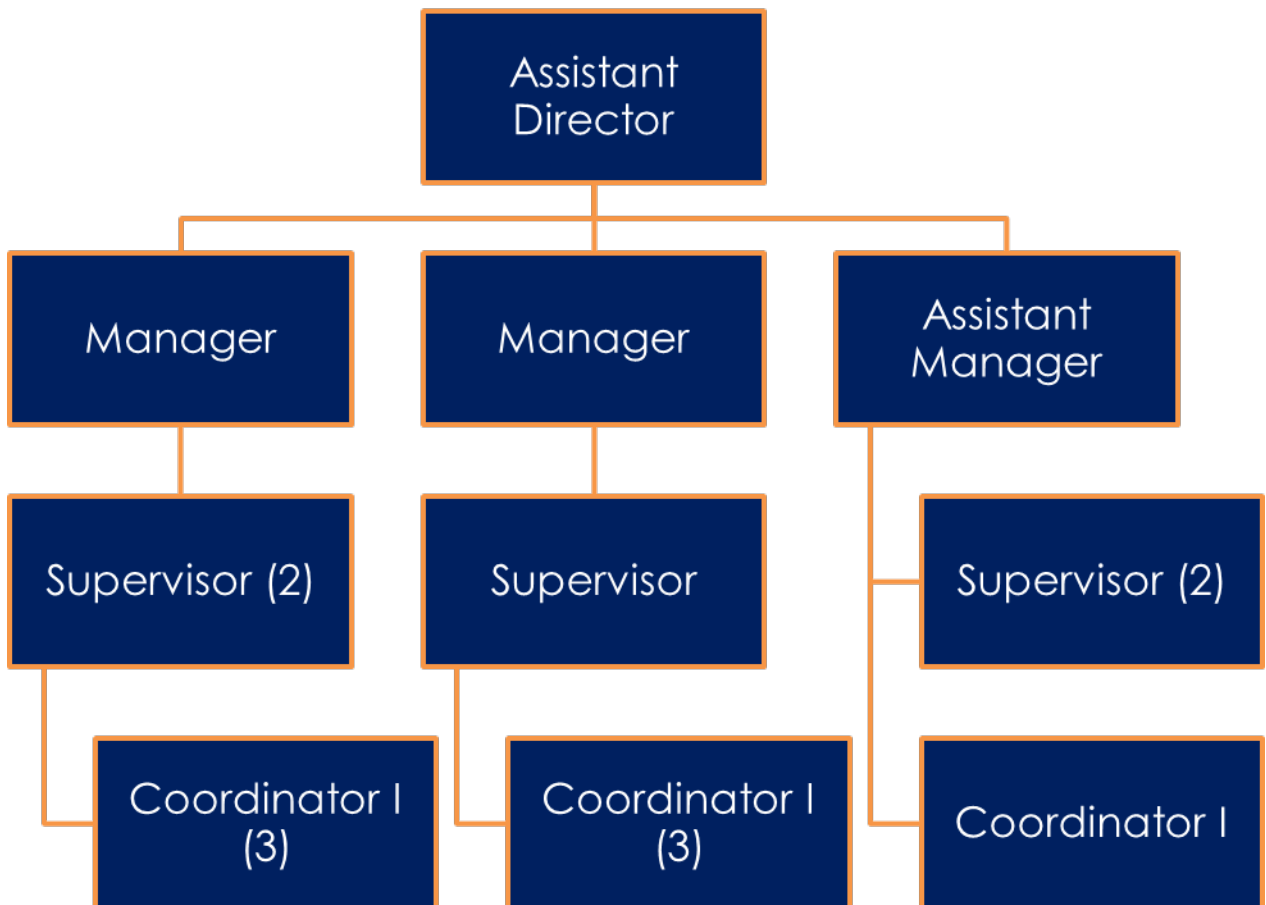 Assistant
Director
Manager
Manager
Assistant
Manager
Supervisor (2)
Supervisor
Supervisor (2)
Coordinator I
(3)
Coordinator I
(3)
Coordinator I